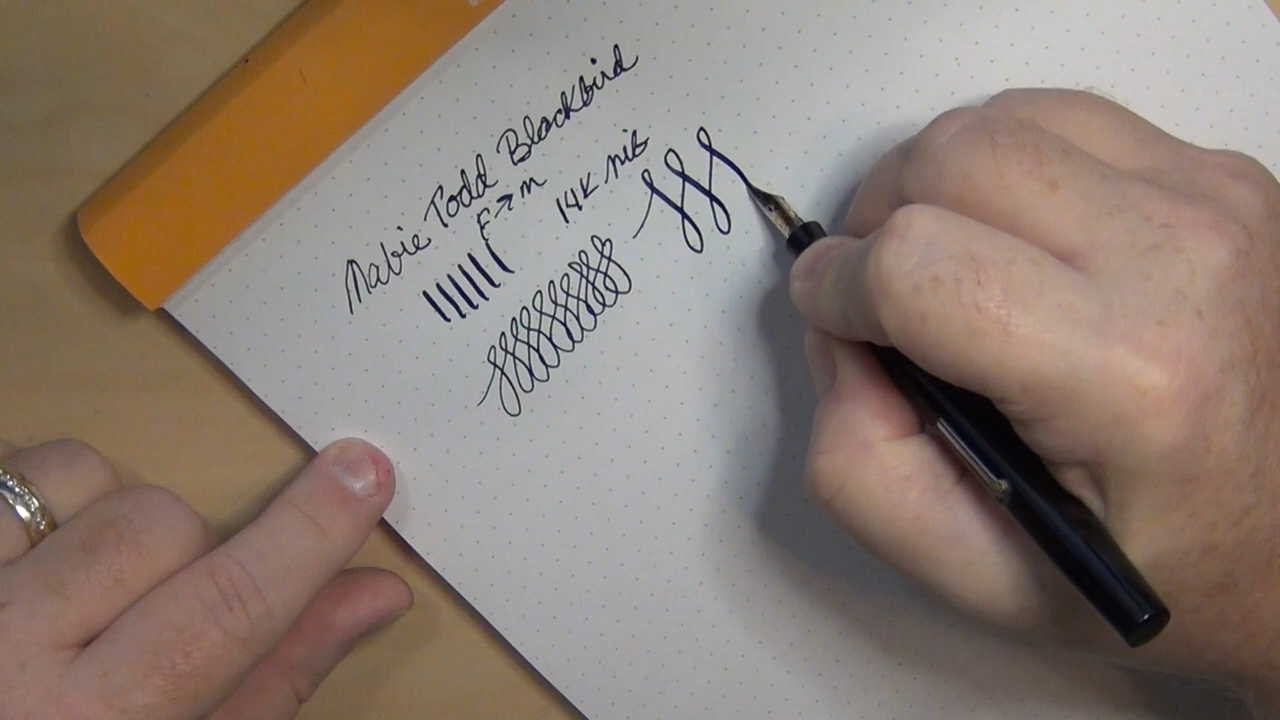 Mabie Todd Blackbird
F → m
14K nib